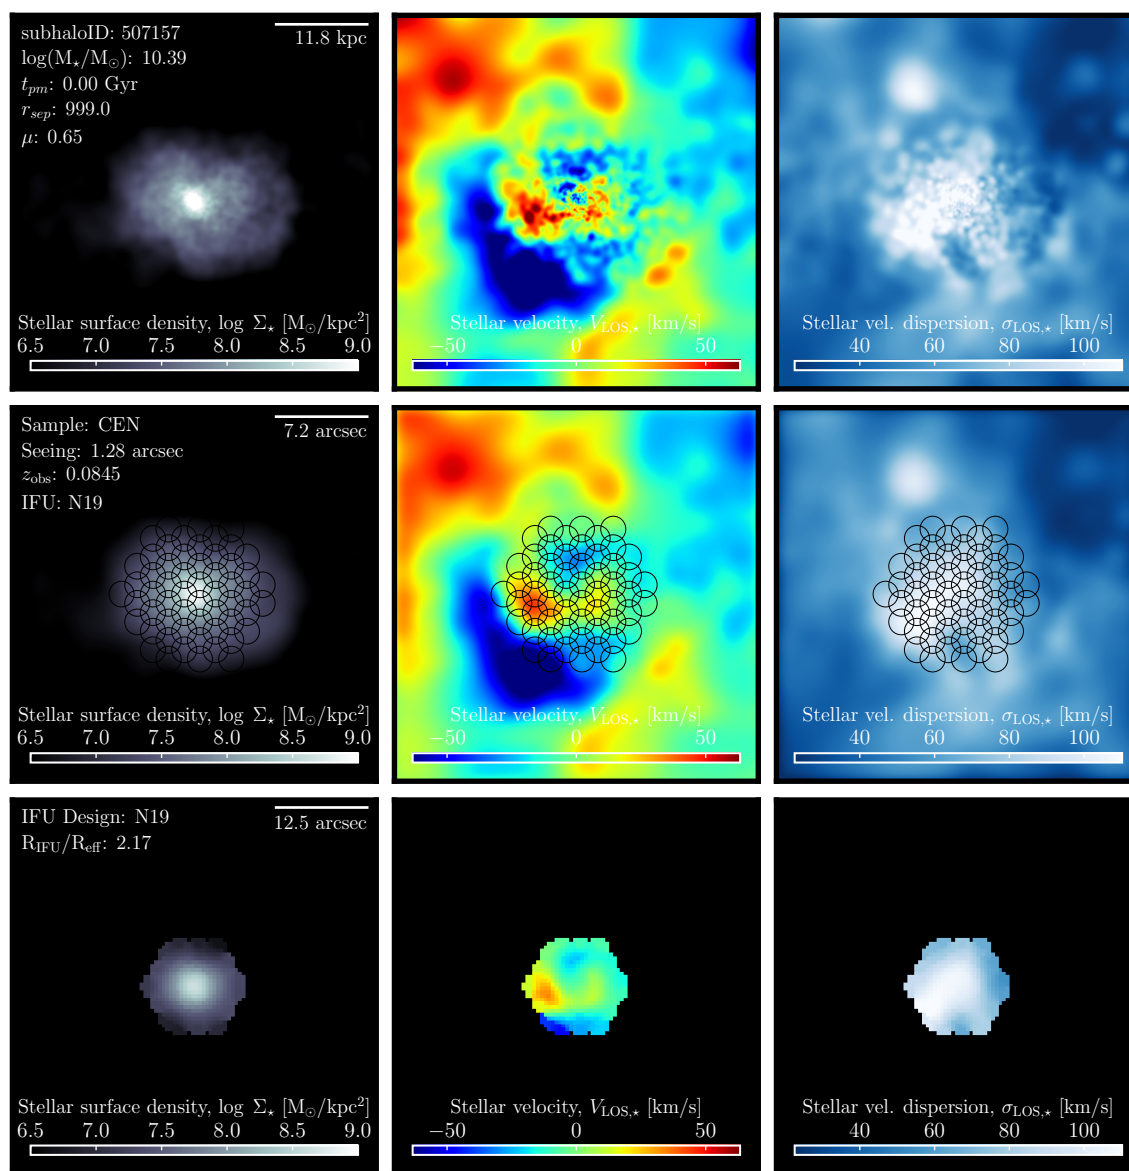 subhaloID: 507157
log(M⋆/M⊙): 10.39
t_pm: 0.00 Gyr
r_sep: 999.0
μ: 0.65
11.8 kpc
Stellar surface density, log Σ⋆ [M⊙/kpc²]
6.5 7.0 7.5 8.0 8.5 9.0
Stellar velocity, V_LOS,⋆ [km/s]
−50 0 50
Stellar vel. dispersion, σ_LOS,⋆ [km/s]
40 60 80 100
Sample: CEN
Seeing: 1.28 arcsec
z_obs: 0.0845
IFU: N19
7.2 arcsec
Stellar surface density, log Σ⋆ [M⊙/kpc²]
6.5 7.0 7.5 8.0 8.5 9.0
Stellar velocity, V_LOS,⋆ [km/s]
−50 0 50
Stellar vel. dispersion, σ_LOS,⋆ [km/s]
40 60 80 100
IFU Design: N19
R_IFU/R_eff: 2.17
12.5 arcsec
Stellar surface density, log Σ⋆ [M⊙/kpc²]
6.5 7.0 7.5 8.0 8.5 9.0
Stellar velocity, V_LOS,⋆ [km/s]
−50 0 50
Stellar vel. dispersion, σ_LOS,⋆ [km/s]
40 60 80 100